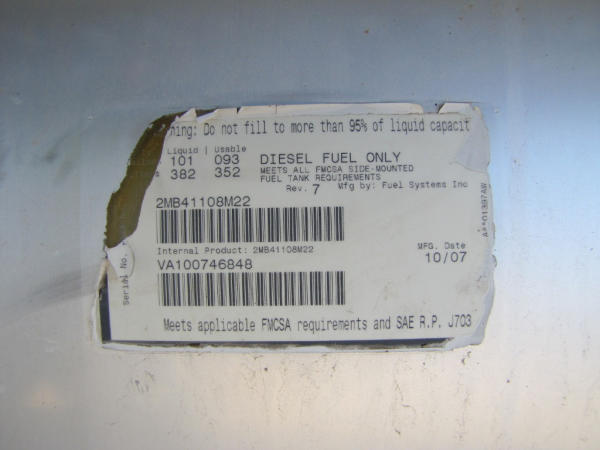 ning: Do not fill to more than 95% of liquid capacit
Liquid | Usable
101 093 DIESEL FUEL ONLY
382 352 MEETS ALL FMCSA SIDE-MOUNTED
FUEL TANK REQUIREMENTS
Rev. 7 Mfg by: Fuel Systems Inc
2MB41108M22
Internal Product: 2MB41108M22
MFG. Date
VA100746848
10/07
Serial No.
Meets applicable FMCSA requirements and SAE R.P. J703